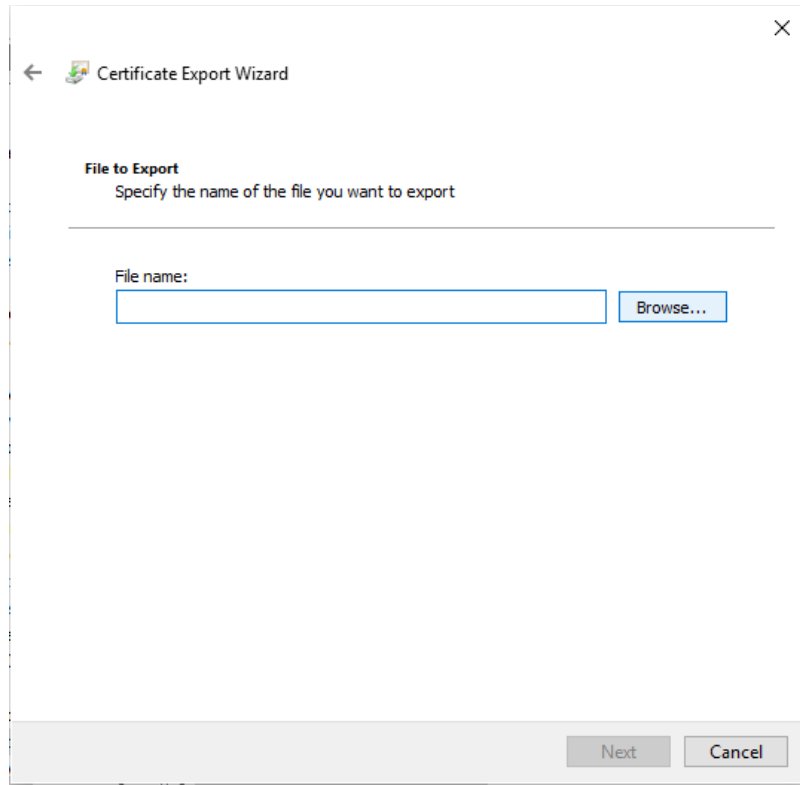 Certificate Export Wizard
File to Export
Specify the name of the file you want to export
File name:
Browse...
Next
Cancel